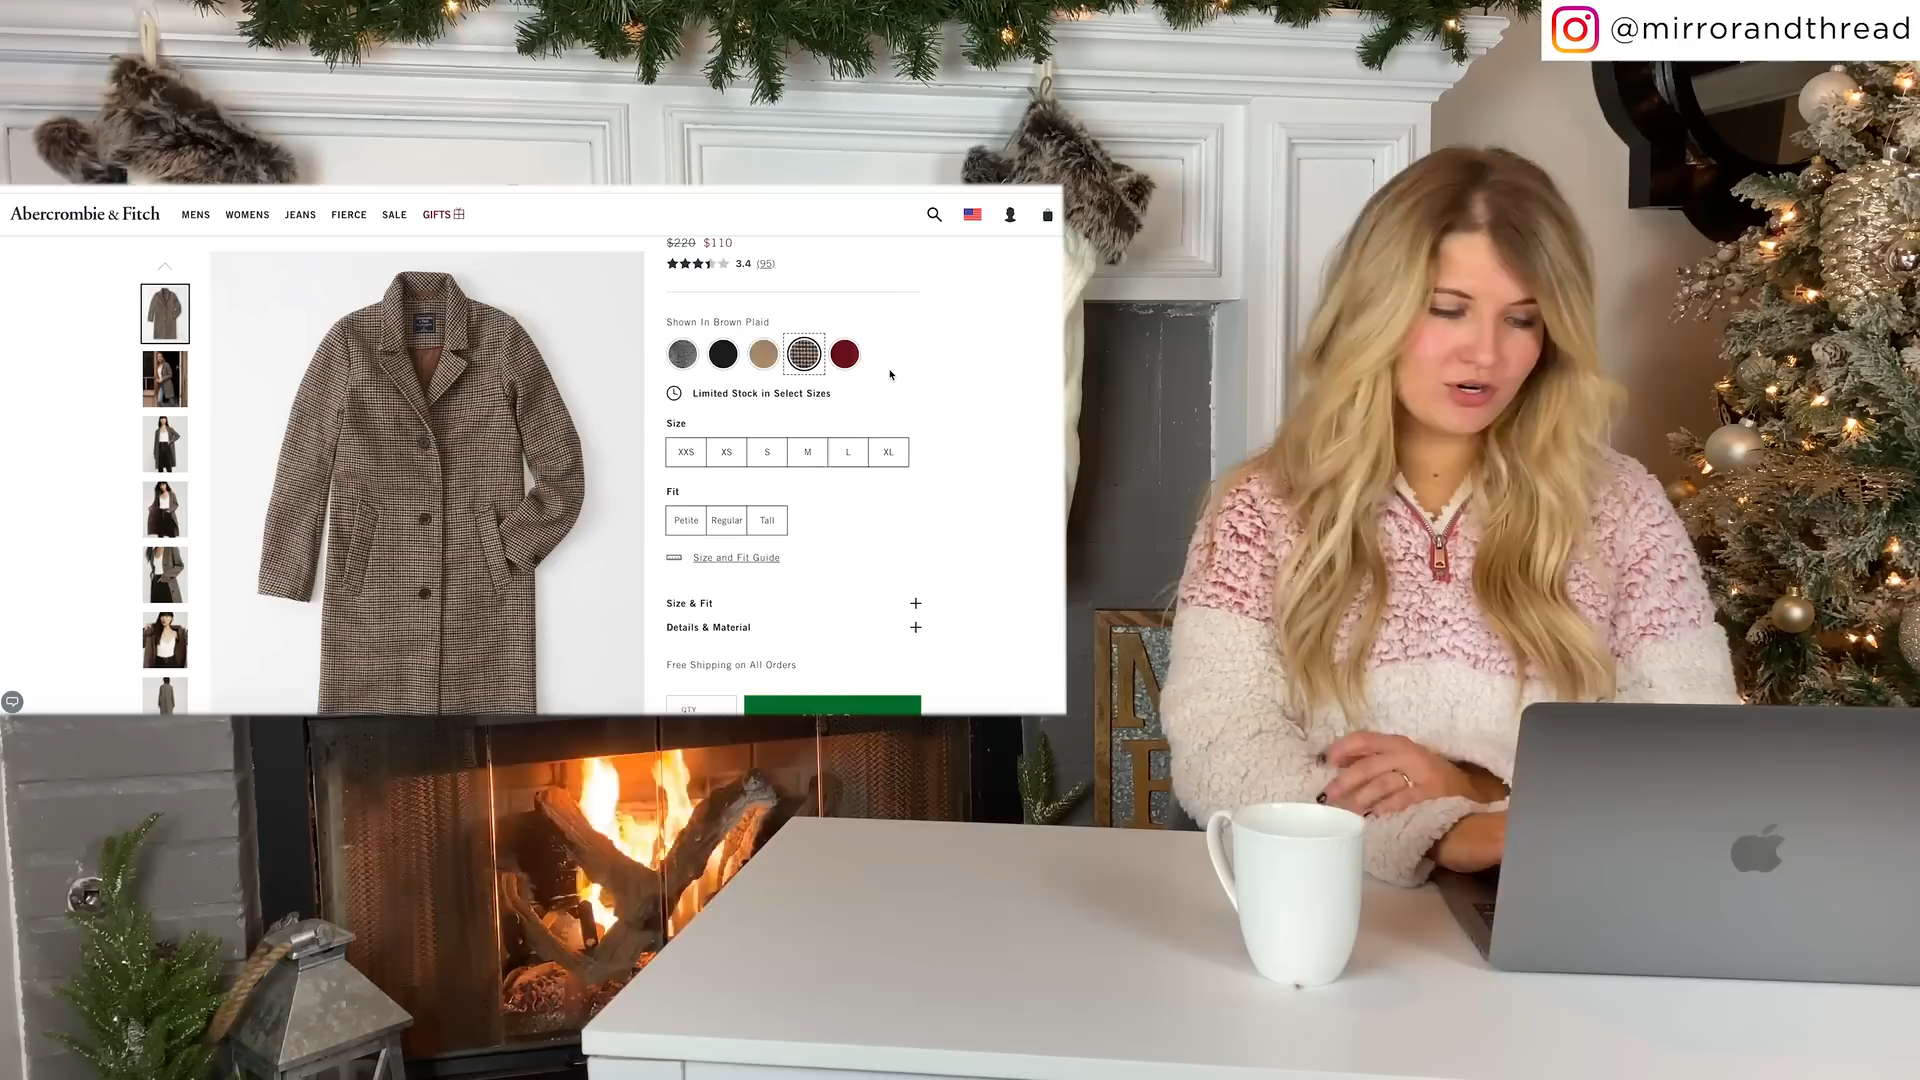 @mirrorandthread
Abercrombie & Fitch MENS WOMENS JEANS FIERCE SALE GIFTS
$220 $110
3.4 (95)
Shown In Brown Plaid
Limited Stock in Select Sizes
Size
XXS XS S M L XL
Fit
Petite Regular Tall
Size and Fit Guide
Size & Fit
Details & Material
Free Shipping on All Orders
QTY